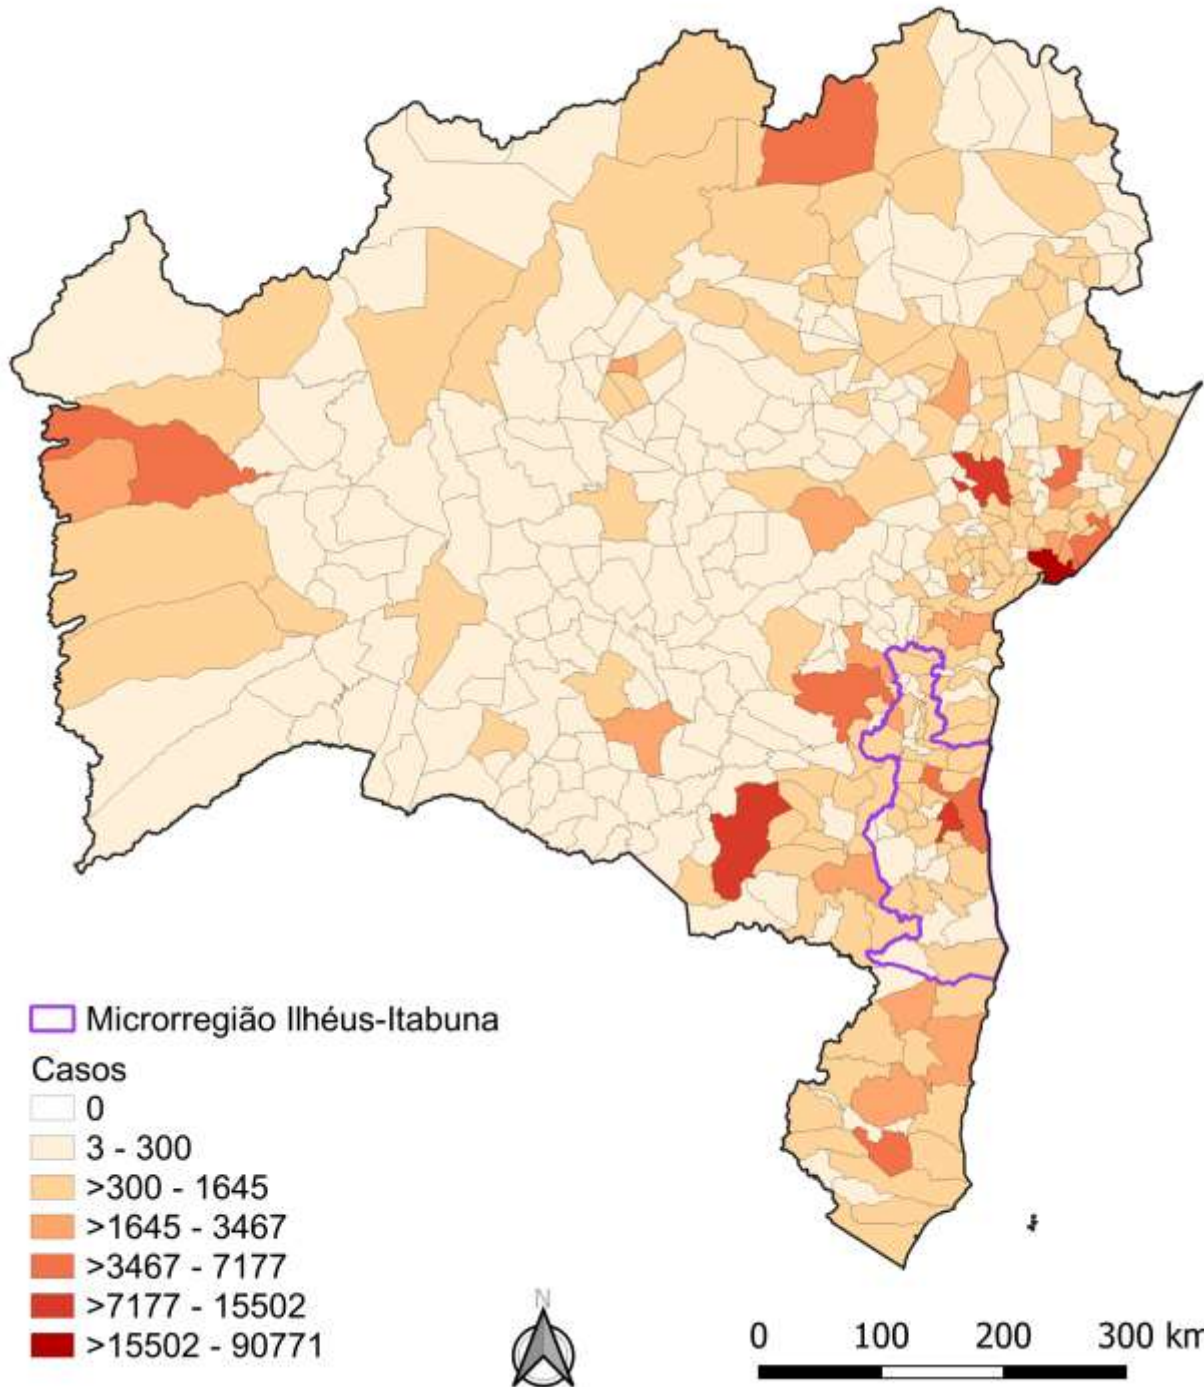 Microrregião Ilhéus-Itabuna
Casos
0
3 - 300
>300 - 1645
>1645 - 3467
>3467 - 7177
>7177 - 15502
>15502 - 90771
N
0 100 200 300 km